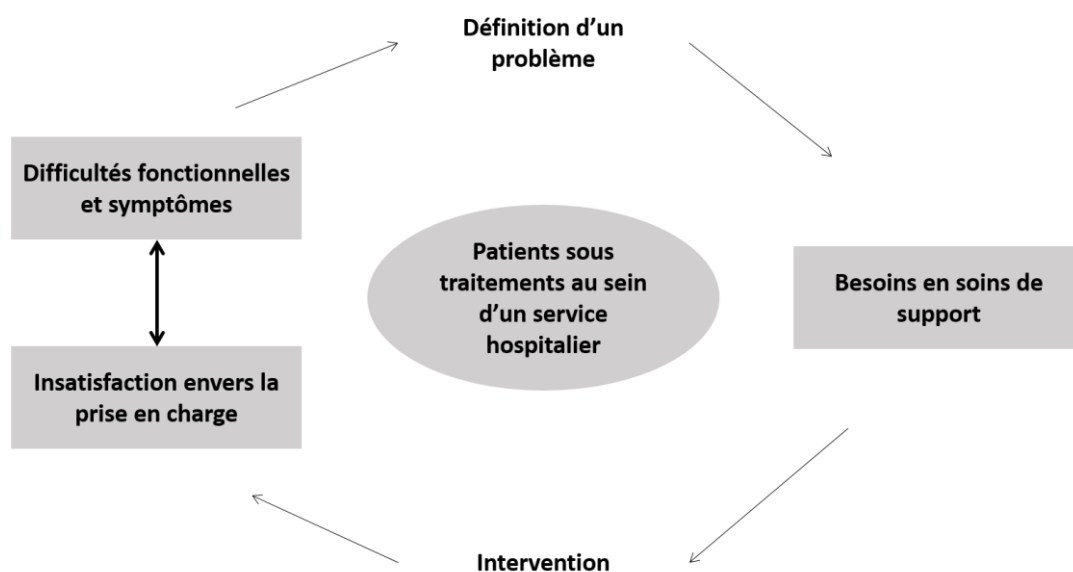 Définition d’un
problème
Difficultés fonctionnelles
et symptômes
Patients sous
traitements au sein
d’un service
hospitalier
Besoins en soins de
support
Insatisfaction envers la
prise en charge
Intervention